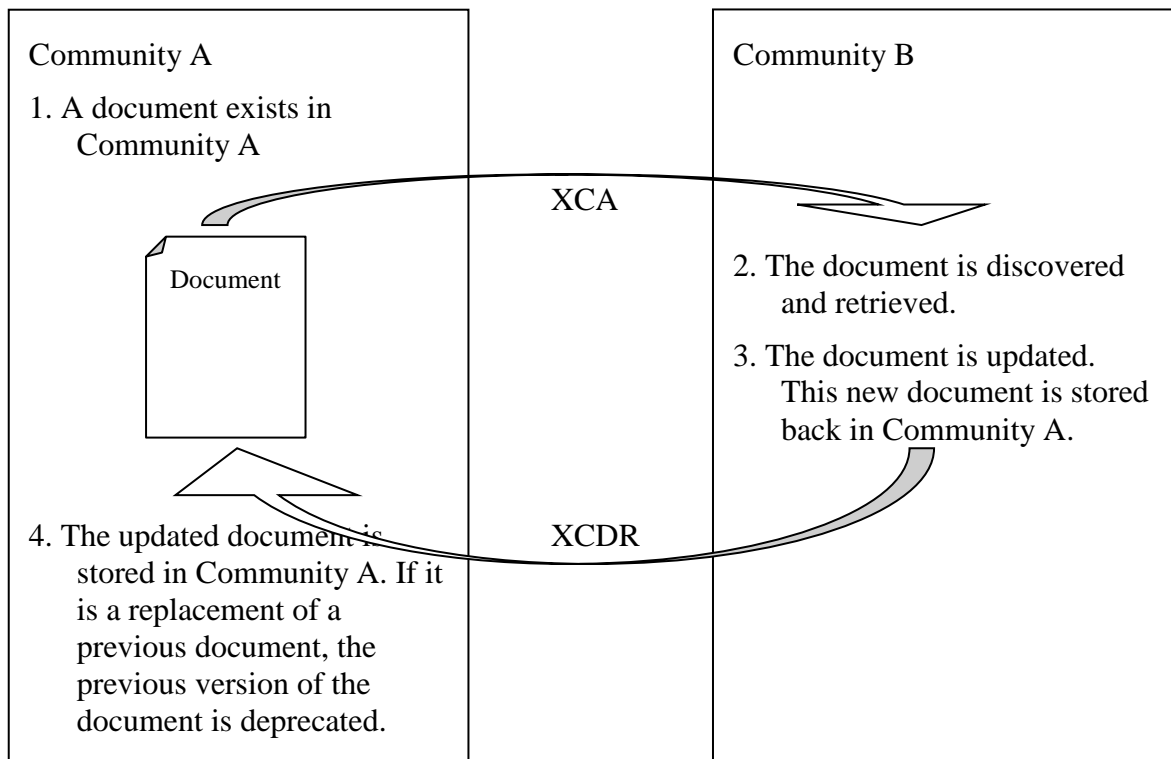 Community A
1. A document exists in
Community A
Document
4. The updated document is
stored in Community A. If it
is a replacement of a
previous document, the
previous version of the
document is deprecated.
XCA
XCDR
Community B
2. The document is discovered
and retrieved.
3. The document is updated.
This new document is stored
back in Community A.